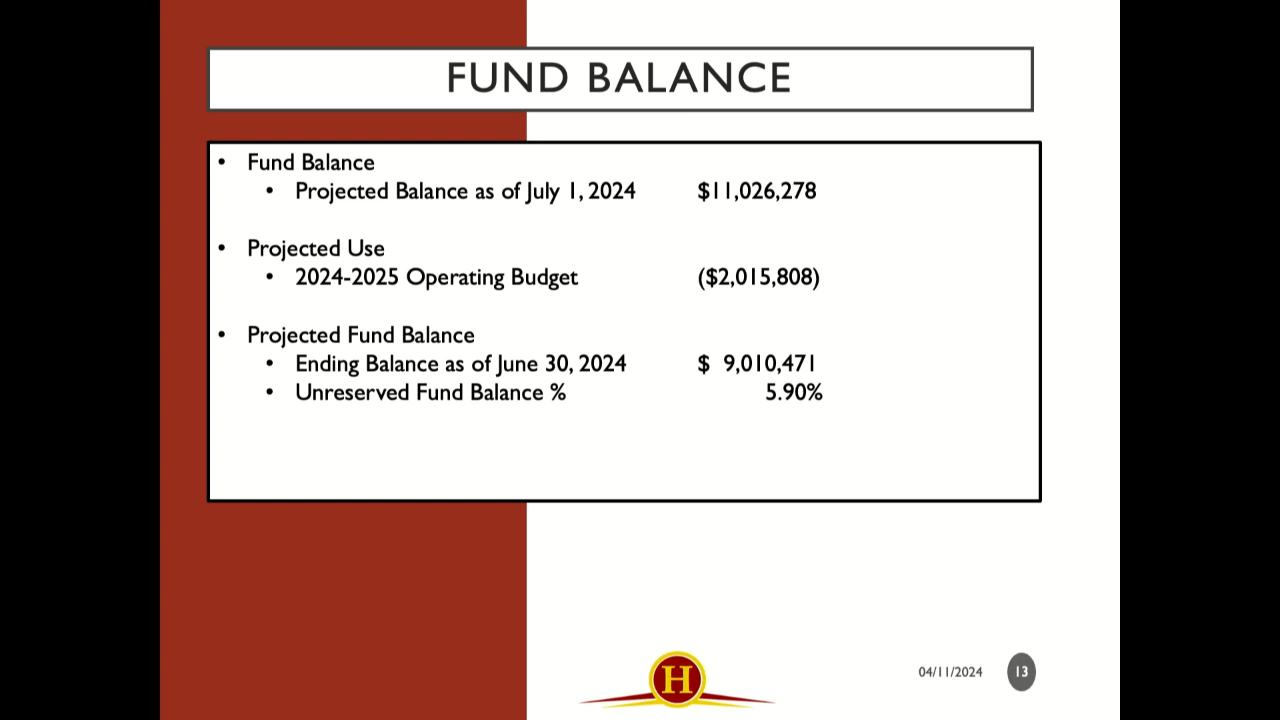 FUND BALANCE
• Fund Balance
• Projected Balance as of July 1, 2024 $11,026,278
• Projected Use
• 2024-2025 Operating Budget ($2,015,808)
• Projected Fund Balance
• Ending Balance as of June 30, 2024 $ 9,010,471
• Unreserved Fund Balance % 5.90%
H
04/11/2024 13